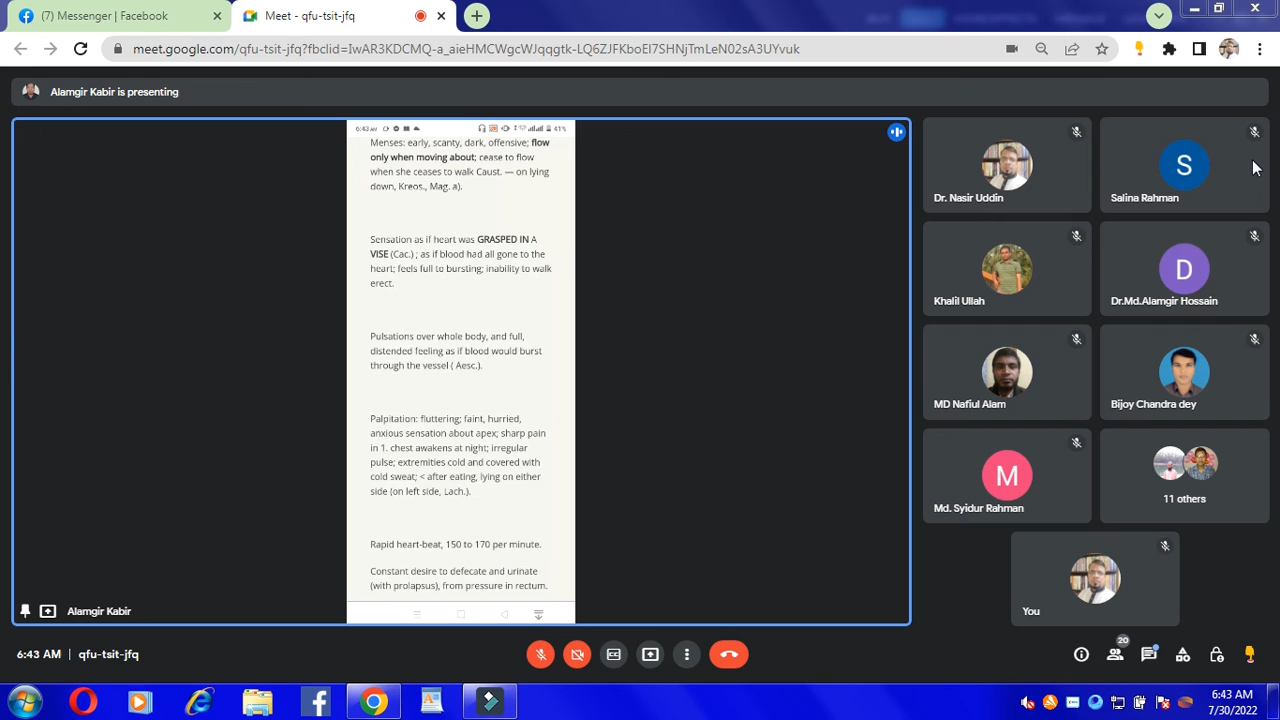 (7) Messenger | Facebook
Meet - qfu-tsit-jfq
meet.google.com/qfu-tsit-jfq?fbclid=IwAR3KDCMQ-a_aieHMCWgcWJqqgtk-LQ6ZJFKboEl7SHNjTmLeN02sA3UYvuk
Alamgir Kabir is presenting
6:43 AM
41%
Menses: early, scanty, dark, offensive; flow
only when moving about; cease to flow
when she ceases to walk Caust. — on lying
down, Kreos., Mag. a).
Sensation as if heart was GRASPED IN A
VISE (Cac.) ; as if blood had all gone to the
heart; feels full to bursting; inability to walk
erect.
Pulsations over whole body, and full,
distended feeling as if blood would burst
through the vessel ( Aesc.).
Palpitation: fluttering; faint, hurried,
anxious sensation about apex; sharp pain
in 1. chest awakens at night; irregular
pulse; extremities cold and covered with
cold sweat; < after eating, lying on either
side (on left side, Lach.).
Rapid heart-beat, 150 to 170 per minute.
Constant desire to defecate and urinate
(with prolapsus), from pressure in rectum.
Alamgir Kabir
Dr. Nasir Uddin
S
Salina Rahman
Khalil Ullah
D
Dr.Md.Alamgir Hossain
MD Nafiul Alam
Bijoy Chandra dey
M
Md. Syidur Rahman
11 others
You
6:43 AM | qfu-tsit-jfq
20
6:43 AM
7/30/2022